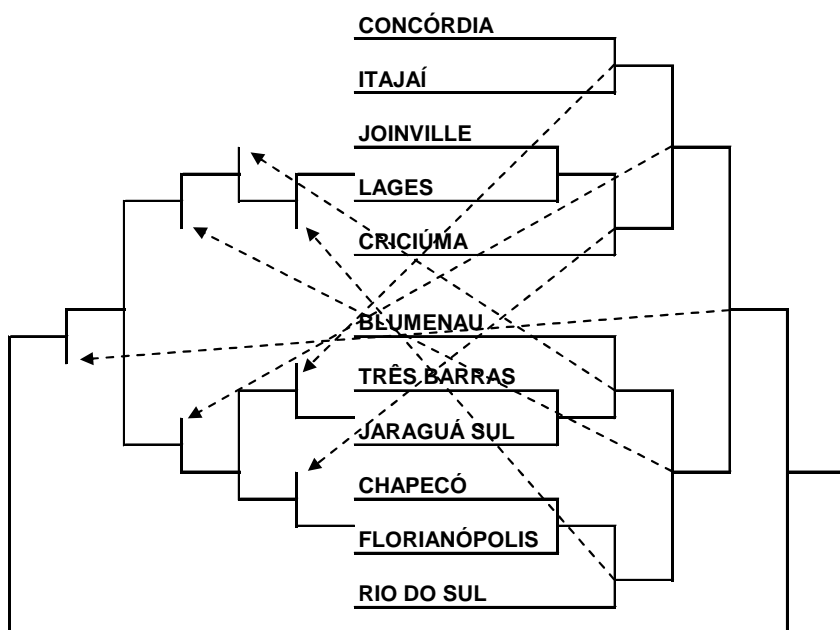 CONCÓRDIA
ITAJAÍ
JOINVILLE
LAGES
CRICIÚMA
BLUMENAU
TRÊS BARRAS
JARAGUÁ SUL
CHAPECÓ
FLORIANÓPOLIS
RIO DO SUL